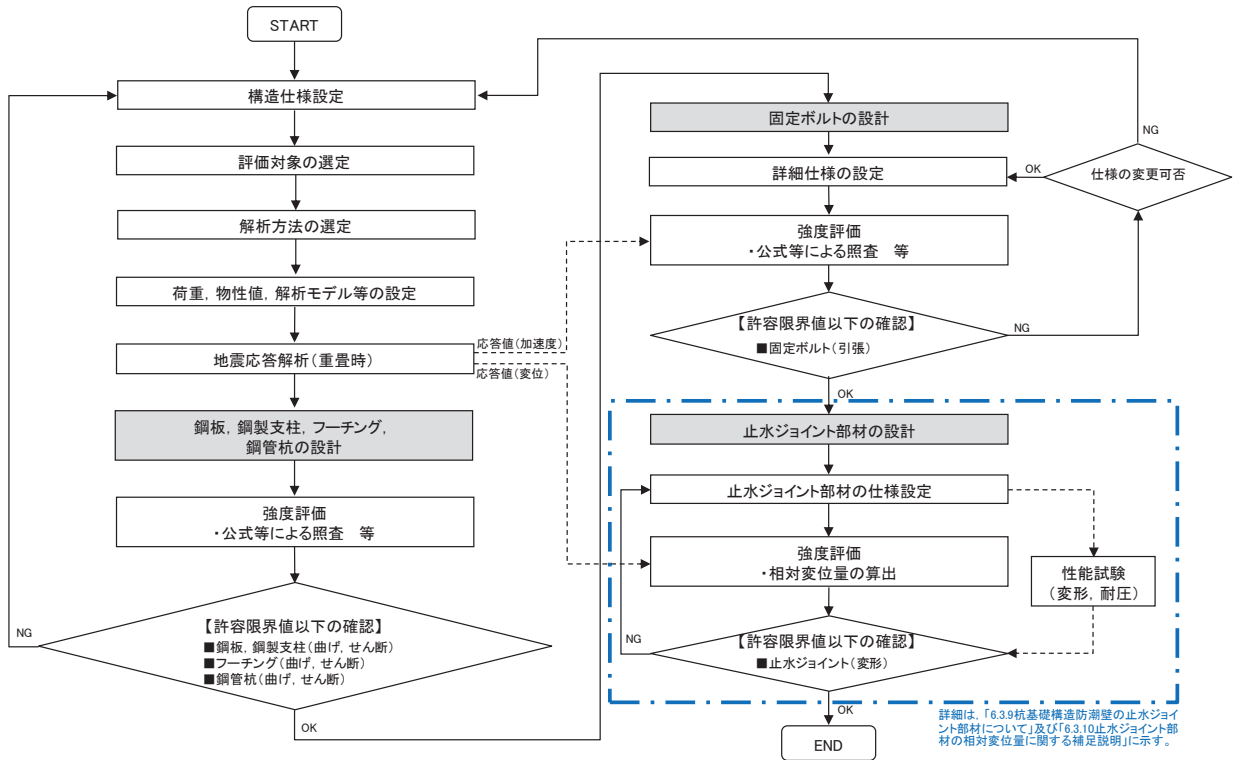 START
構造仕様設定
評価対象の選定
解析方法の選定
荷重, 物性値, 解析モデル等の設定
地震応答解析（重畳時）
応答値（加速度）
応答値（変位）
鋼板, 鋼製支柱, フーチング,
鋼管杭の設計
強度評価
・公式等による照査　等
【許容限界値以下の確認】
■鋼板, 鋼製支柱（曲げ, せん断）
■フーチング（曲げ, せん断）
■鋼管杭（曲げ, せん断）
NG
OK
固定ボルトの設計
詳細仕様の設定
OK
仕様の変更可否
NG
強度評価
・公式等による照査　等
【許容限界値以下の確認】
■固定ボルト（引張）
NG
OK
止水ジョイント部材の設計
止水ジョイント部材の仕様設定
強度評価
・相対変位量の算出
性能試験
（変形, 耐圧）
【許容限界値以下の確認】
■止水ジョイント（変形）
NG
OK
END
詳細は, 「6.3.9杭基礎構造防潮壁の止水ジョイ
ント部材について」及び「6.3.10止水ジョイント部
材の相対変位量に関する補足説明」に示す。